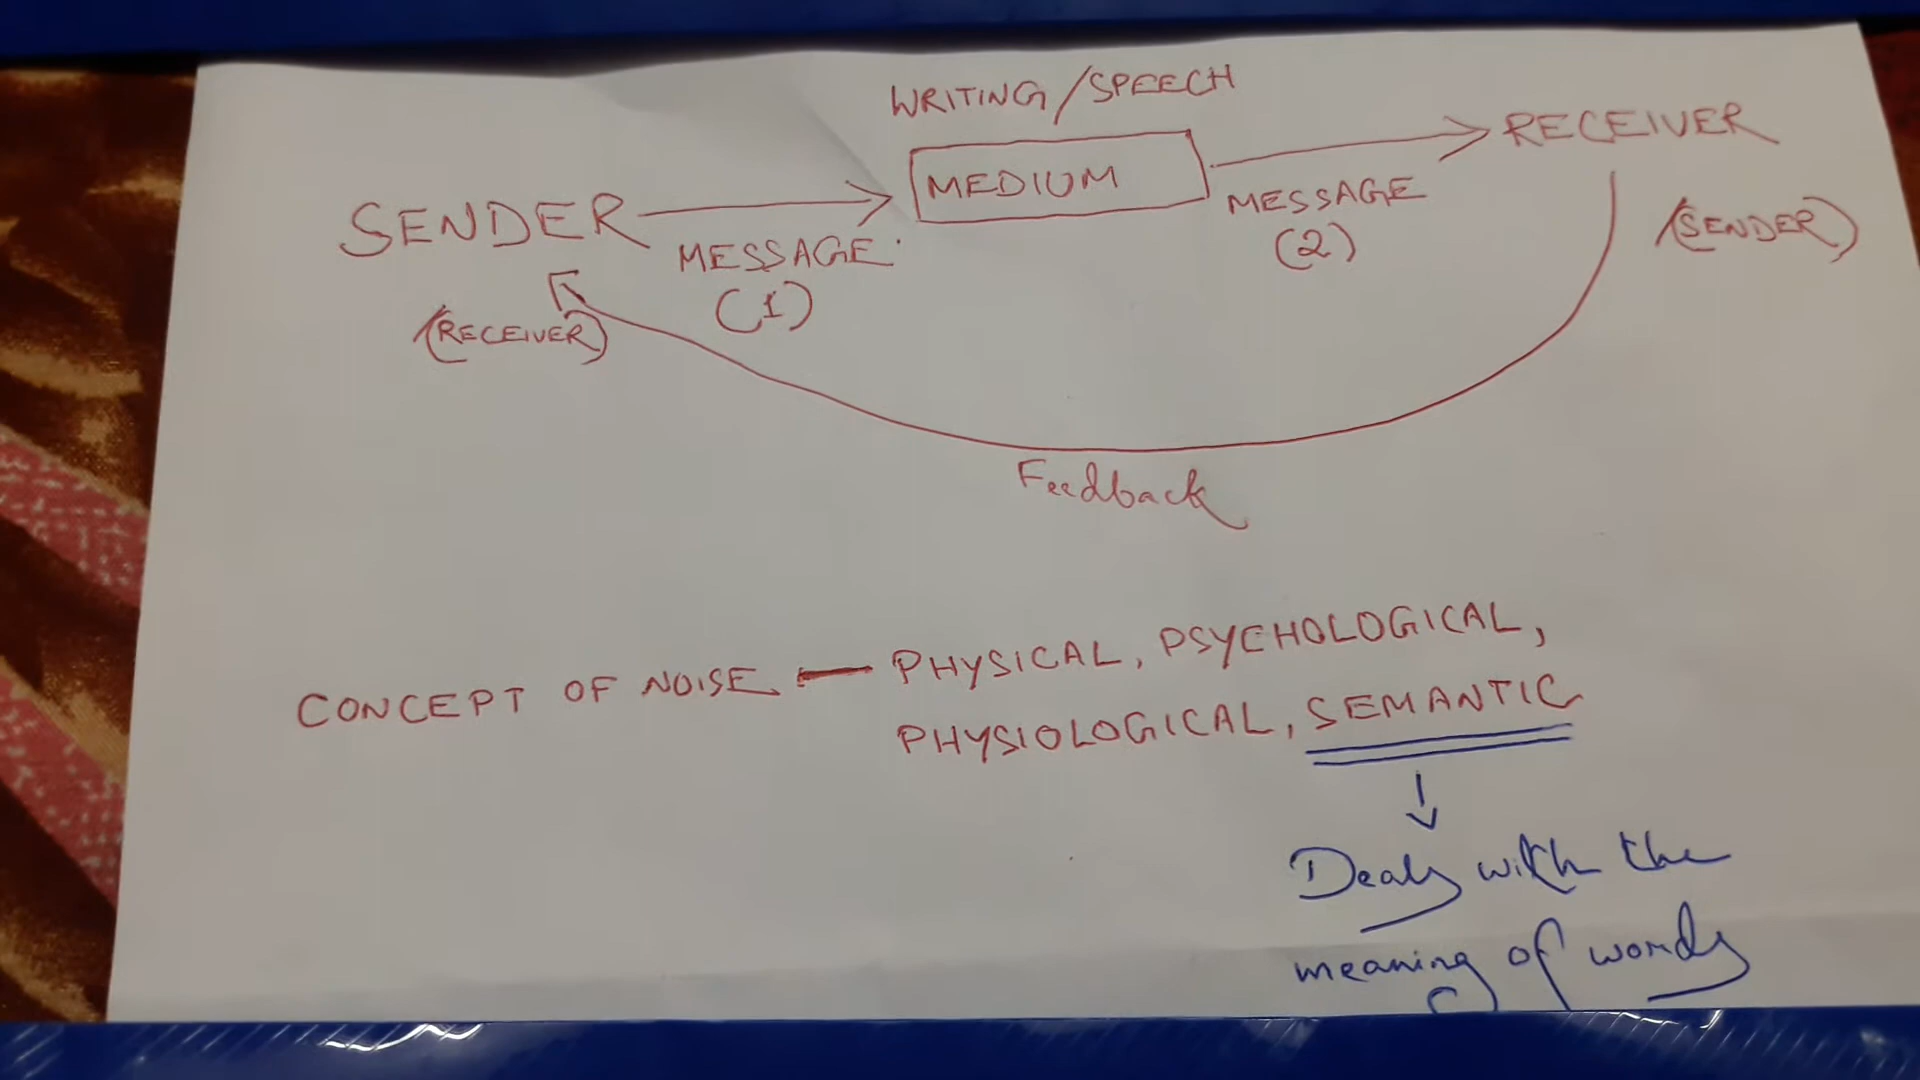 WRITING/SPEECH
SENDER
MESSAGE
(1)
MEDIUM
MESSAGE
(2)
RECEIVER
(SENDER)
(RECEIVER)
Feedback
CONCEPT OF NOISE — PHYSICAL, PSYCHOLOGICAL,
PHYSIOLOGICAL, SEMANTIC
Deals with the
meaning of words